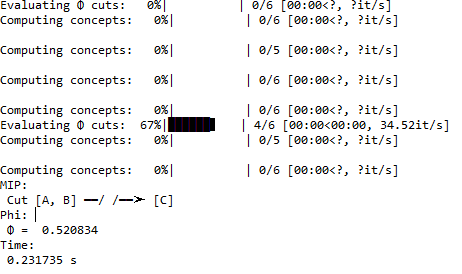 Evaluating Φ cuts:   0%|          | 0/6 [00:00<?, ?it/s]
Computing concepts:   0%|          | 0/6 [00:00<?, ?it/s]
Computing concepts:   0%|          | 0/5 [00:00<?, ?it/s]
Computing concepts:   0%|          | 0/6 [00:00<?, ?it/s]
Computing concepts:   0%|          | 0/6 [00:00<?, ?it/s]
Evaluating Φ cuts:  67%|██████▋   | 4/6 [00:00<00:00, 34.52it/s]
Computing concepts:   0%|          | 0/5 [00:00<?, ?it/s]
Computing concepts:   0%|          | 0/6 [00:00<?, ?it/s]
MIP:
Cut [A, B] ━━/ /━━➤ [C]
Phi:
Φ =  0.520834
Time:
0.231735 s